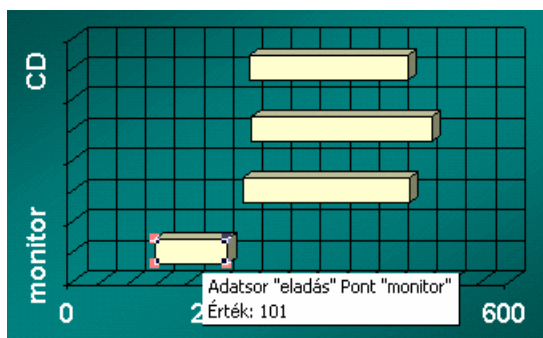 CD
monitor
0
2
600
Adatsor "eladás" Pont "monitor"
Érték: 101